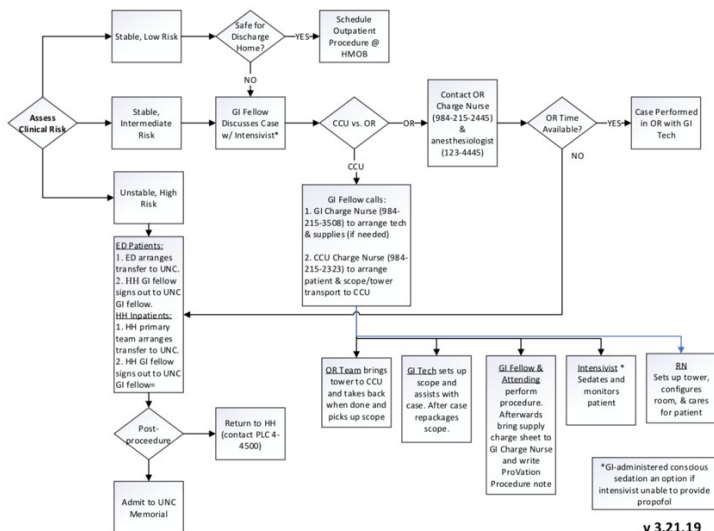 Stable, Low Risk
Safe for
Discharge
Home?
YES
Schedule
Outpatient
Procedure @
HMOB
NO
Assess
Clinical Risk
Stable,
Intermediate
Risk
GI Fellow
Discusses Case
w/ Intensivist*
CCU vs. OR
OR
Contact OR
Charge Nurse
(984-215-2445)
&
anesthesiologist
(123-4445)
OR Time
Available?
YES
Case Performed
in OR with GI
Tech
NO
CCU
Unstable, High
Risk
GI Fellow calls:
1. GI Charge Nurse (984-
215-3508) to arrange tech
& supplies (if needed)
2. CCU Charge Nurse (984-
215-2323) to arrange
patient & scope/tower
transport to CCU
ED Patients:
1. ED arranges
transfer to UNC.
2. HH GI fellow
signs out to UNC
GI fellow.
HH Inpatients:
1. HH primary
team arranges
transfer to UNC.
2. HH GI fellow
signs out to UNC
GI fellow=
OR Team brings
tower to CCU
and takes back
when done and
picks up scope
GI Tech sets up
scope and
assists with
case. After case
repackages
scope.
GI Fellow &
Attending
perform
procedure.
Afterwards
bring supply
charge sheet to
GI Charge Nurse
and write
ProVation
Procedure note
Intensivist *
Sedates and
monitors
patient
RN
Sets up tower,
configures
room, & cares
for patient
Post-
proceedure
Return to HH
(contact PLC 4-
4500)
Admit to UNC
Memorial
*GI-administered conscious
sedation an option if
intensivist unable to provide
propofol
v 3.21.19